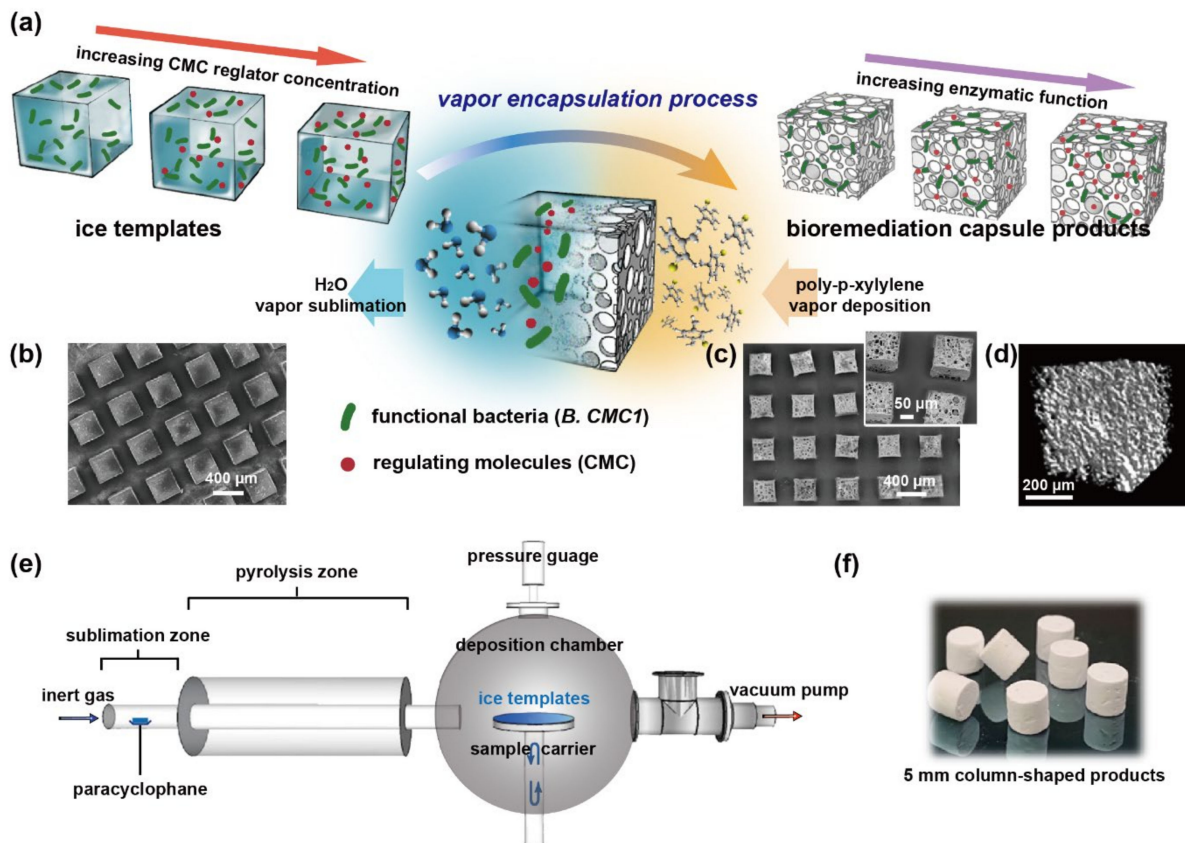 (a)
increasing CMC reglator concentration
ice templates
vapor encapsulation process
increasing enzymatic function
bioremediation capsule products
H2O
vapor sublimation
poly-p-xylylene
vapor deposition
(b)
400 µm
functional bacteria (B. CMC1)
regulating molecules (CMC)
(c)
50 µm
400 µm
(d)
200 µm
(e)
pressure guage
pyrolysis zone
sublimation zone
deposition chamber
inert gas
ice templates
vacuum pump
sample carrier
paracyclophane
(f)
5 mm column-shaped products